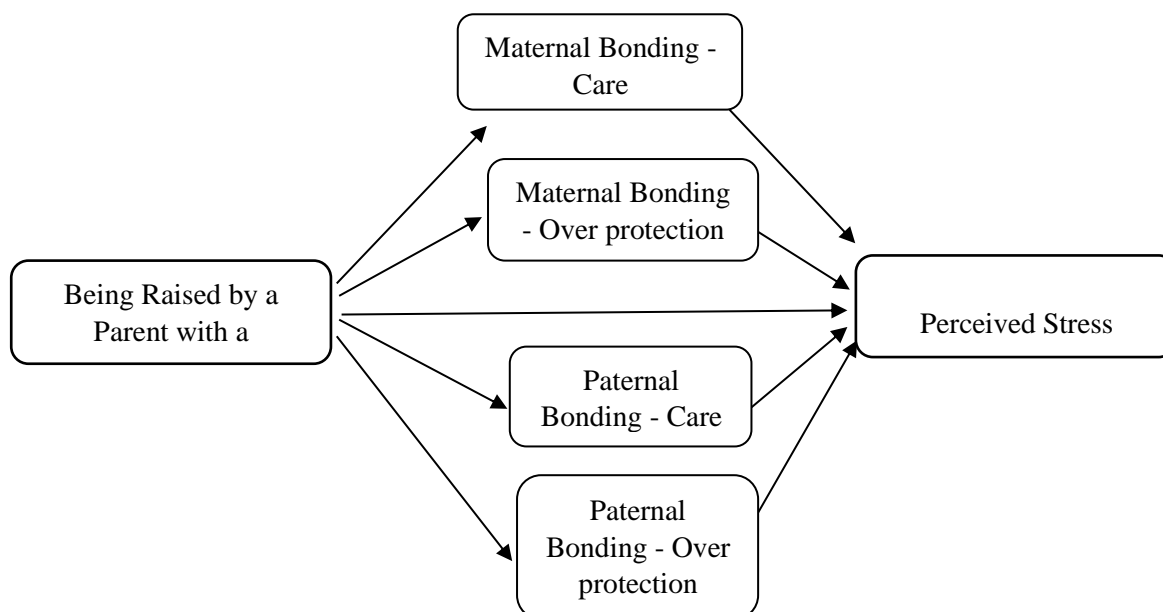 Maternal Bonding -
Care
Maternal Bonding
- Over protection
Being Raised by a
Parent with a
Perceived Stress
Paternal
Bonding - Care
Paternal
Bonding - Over
protection